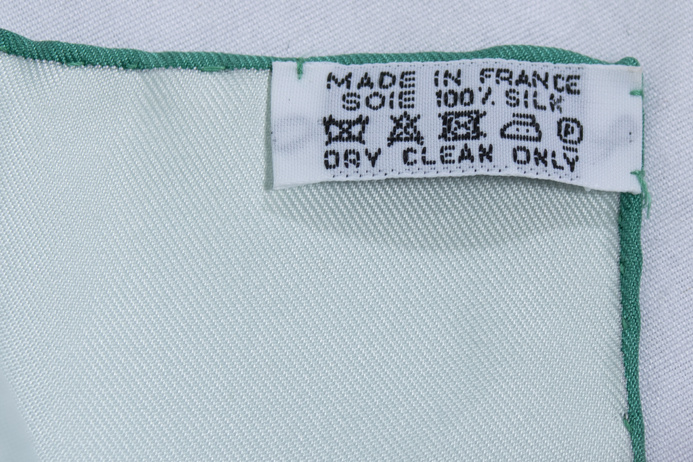 MADE IN FRANCE
SOIE 100% SILK
P
DRY CLEAN ONLY